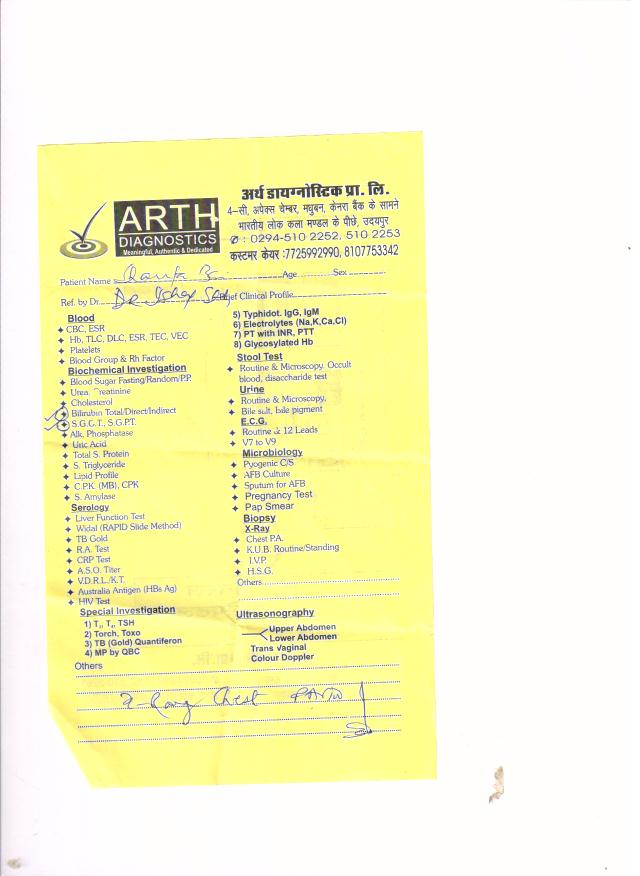 अर्थ डायग्नोस्टिक प्रा. लि.
4–सी, अपेक्स चेम्बर, मधुबन, केनरा बैंक के सामने
भारतीय लोक कला मण्डल के पीछे, उदयपुर
✆ : 0294-510 2252, 510 2253
कस्टमर केयर :7725992990, 8107753342
ARTH
DIAGNOSTICS
Meaningful, Authentic & Dedicated
Patient Name Age Sex
Ref. by Dr. Brief Clinical Profile
Blood
CBC, ESR
Hb, TLC, DLC, ESR, TEC, VEC
Platelets
Blood Group & Rh Factor
Biochemical Investigation
Blood Sugar Fasting/Random/P.P.
Urea, Creatinine
Cholesterol
Bilirubin Total/Direct/Indirect
S.G.O.T., S.G.P.T.
Alk. Phosphatase
Uric Acid
Total S. Protein
S. Triglyceride
Lipid Profile
C.P.K. (MB), CPK
S. Amylase
Serology
Liver Function Test
Widal (RAPID Slide Method)
TB Gold
R.A. Test
CRP Test
A.S.O. Titer
V.D.R.L./K.T.
Australia Antigen (HBs Ag)
HIV Test
Special Investigation
1) T₃, T₄, TSH
2) Torch. Toxo
3) TB (Gold) Quantiferon
4) MP by QBC
5) Typhidot. IgG, IgM
6) Electrolytes (Na,K,Ca,Cl)
7) PT with INR, PTT
8) Glycosylated Hb
Stool Test
Routine & Microscopy, Occult
blood, disaccharide test
Urine
Routine & Microscopy.
Bile salt, bile pigment
E.C.G.
Routine & 12 Leads
V7 to V9
Microbiology
Pyogenic C/S
AFB Culture
Sputum for AFB
Pregnancy Test
Pap Smear
Biopsy
X-Ray
Chest P.A.
K.U.B. Routine/Standing
I.V.P.
H.S.G.
Others
Ultrasonography
Upper Abdomen
Lower Abdomen
Trans Vaginal
Colour Doppler
Others
X-Ray Chest PA